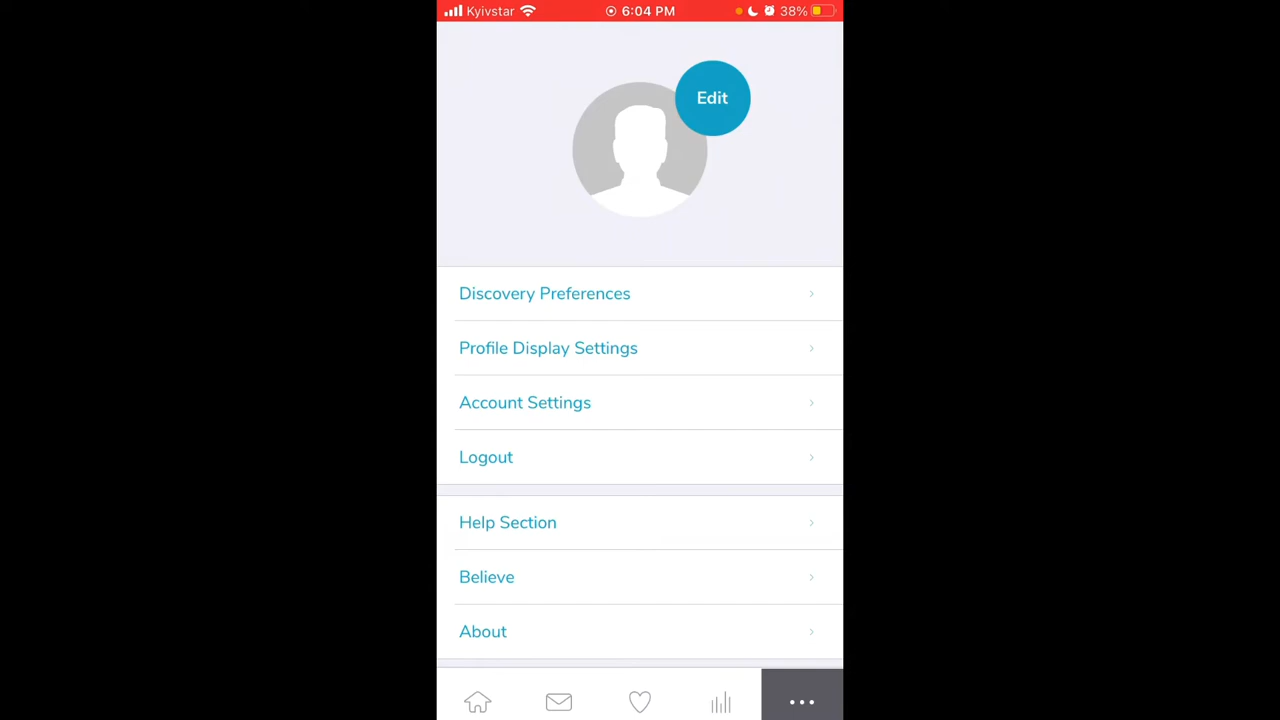 Kyivstar 6:04 PM 38%
Edit
Discovery Preferences
Profile Display Settings
Account Settings
Logout
Help Section
Believe
About